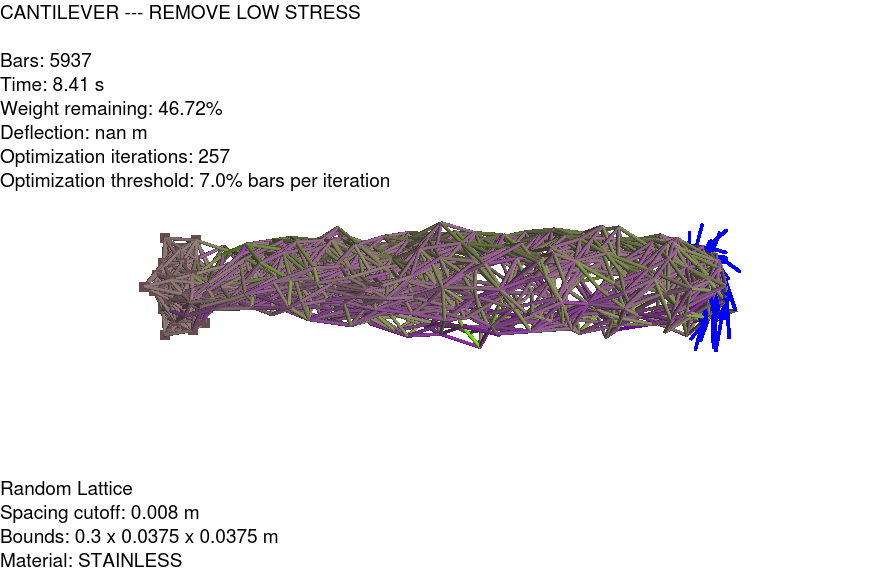 CANTILEVER --- REMOVE LOW STRESS
Bars: 5937
Time: 8.41 s
Weight remaining: 46.72%
Deflection: nan m
Optimization iterations: 257
Optimization threshold: 7.0% bars per iteration
Random Lattice
Spacing cutoff: 0.008 m
Bounds: 0.3 x 0.0375 x 0.0375 m
Material: STAINLESS